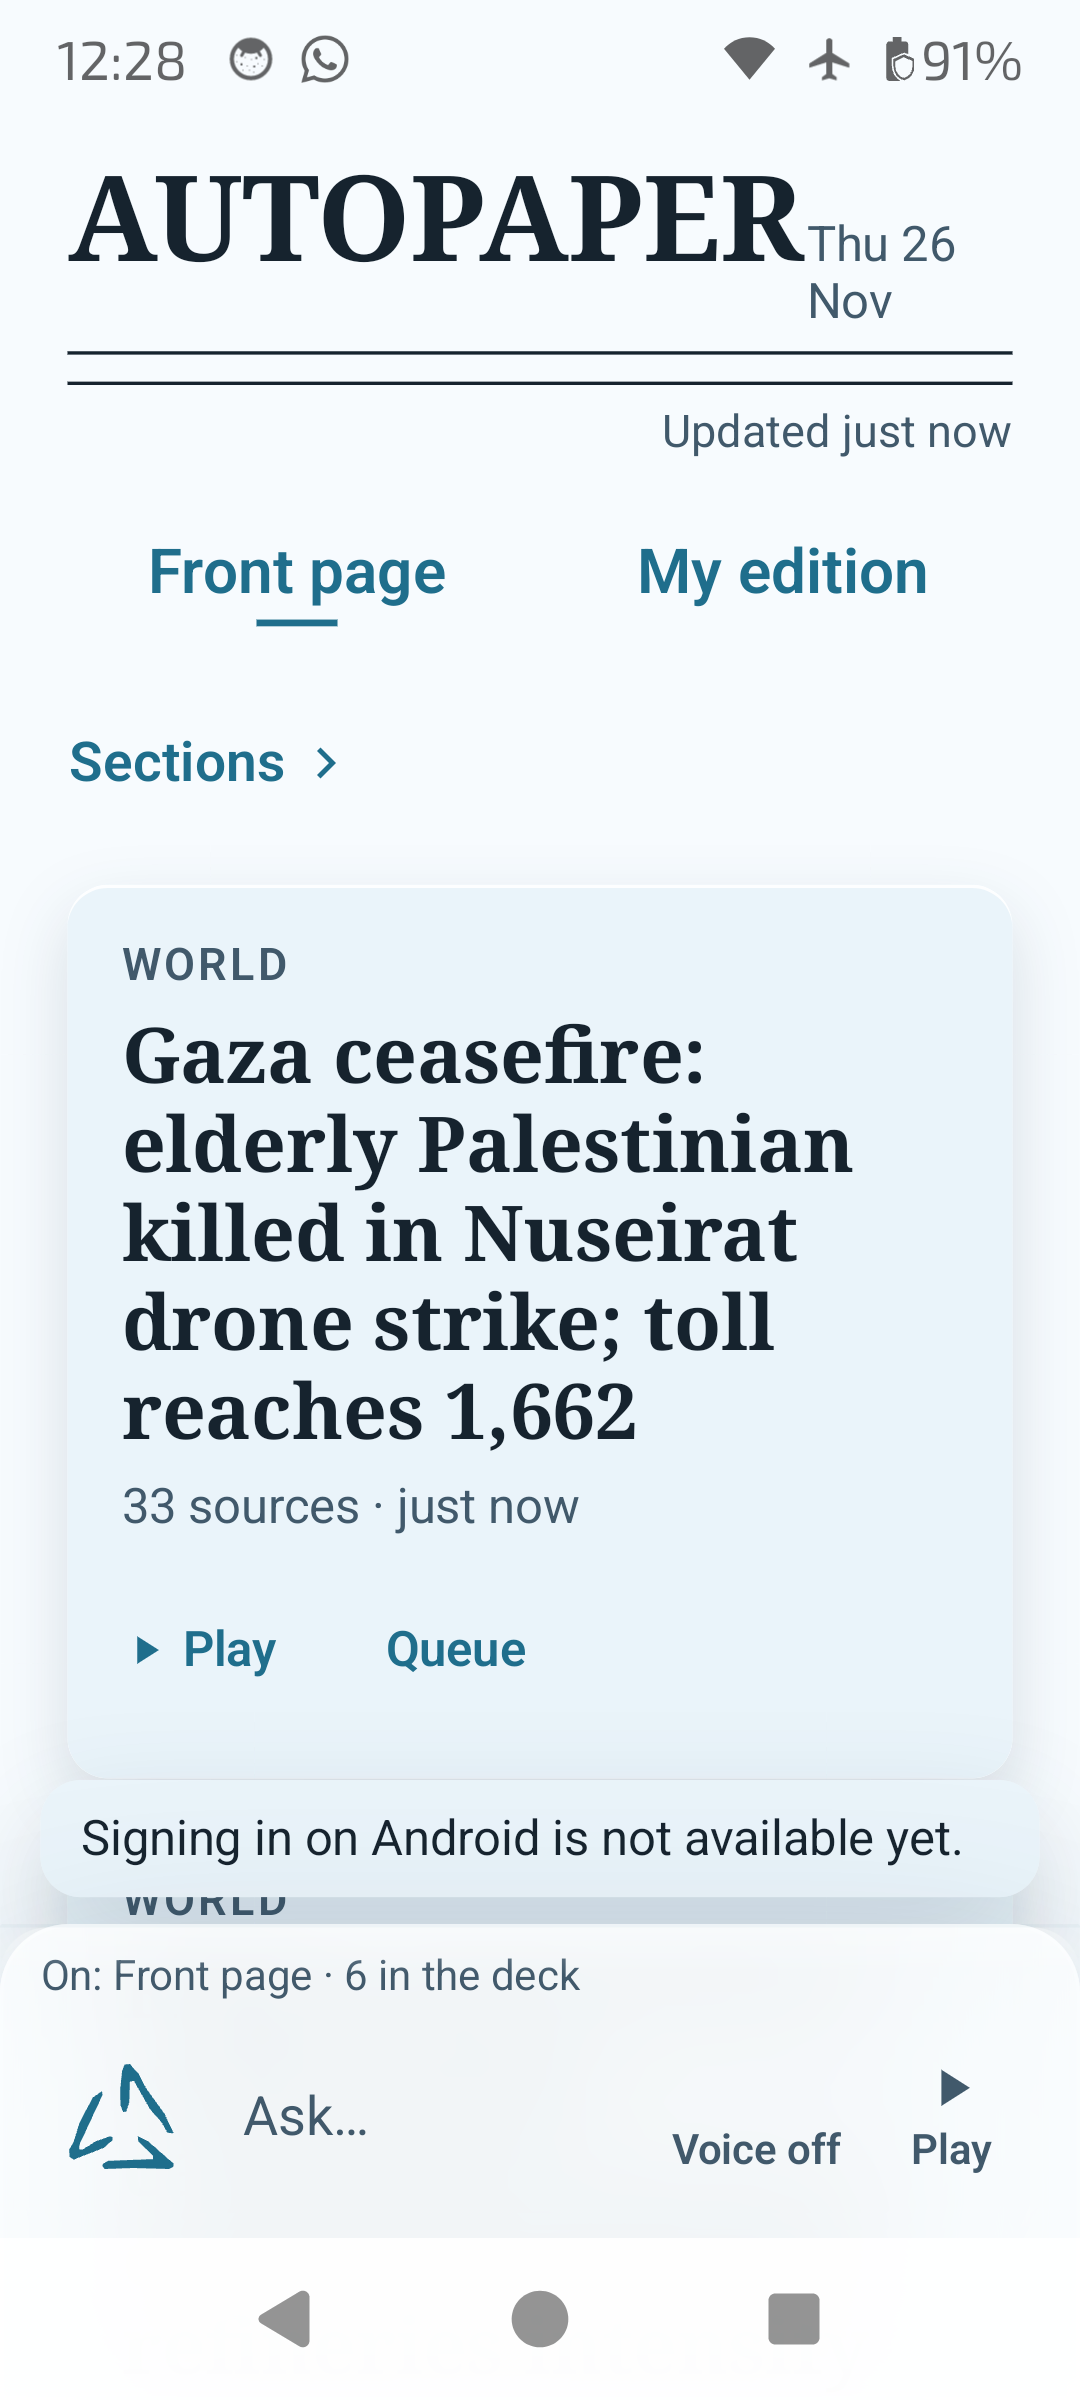 12:28
91%
AUTOPAPER
Thu 26
Nov
Updated just now
Front page
My edition
Sections
WORLD
Gaza ceasefire:
elderly Palestinian
killed in Nuseirat
drone strike; toll
reaches 1,662
33 sources · just now
Play
Queue
Signing in on Android is not available yet.
WORLD
On: Front page · 6 in the deck
Ask…
Voice off
Play